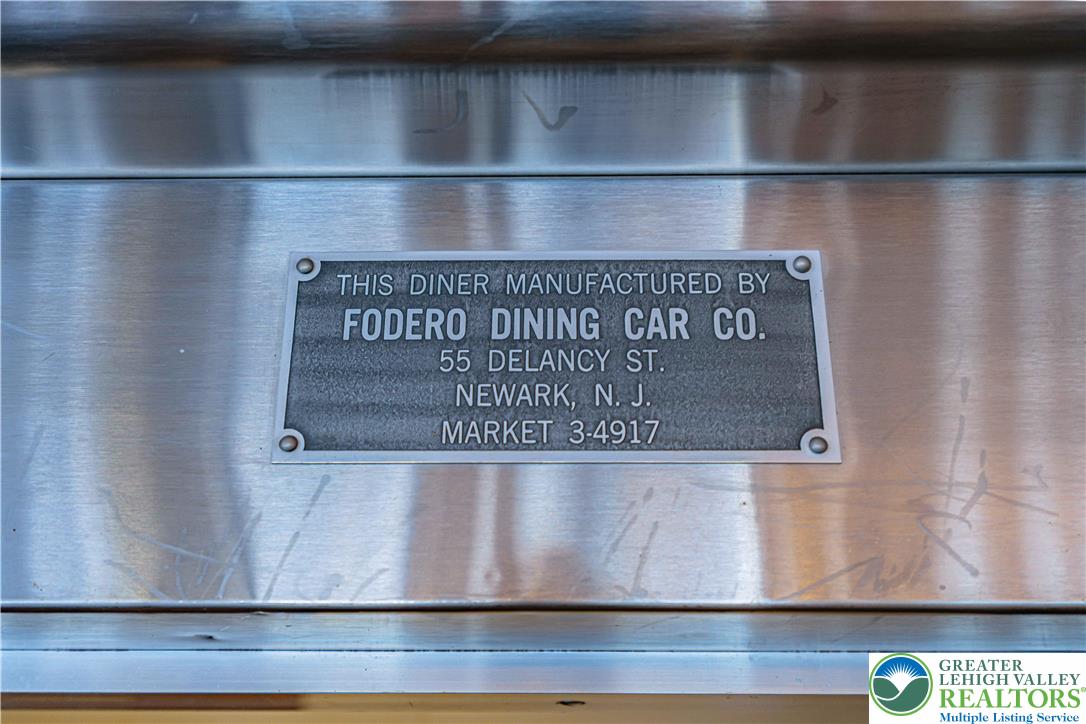 THIS DINER MANUFACTURED BY
FODERO DINING CAR CO.
55 DELANCY ST.
NEWARK, N. J.
MARKET 3-4917
GREATER
LEHIGH VALLEY
REALTORS®
Multiple Listing Service